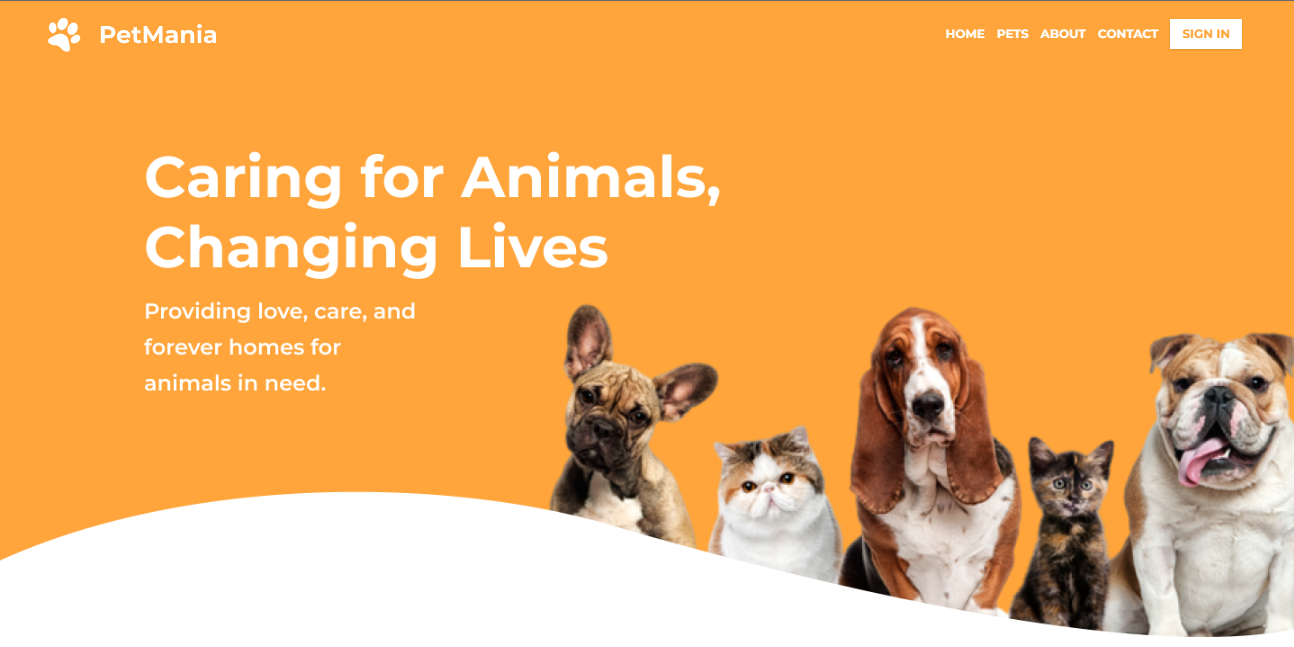 PetMania
HOME PETS ABOUT CONTACT SIGN IN
Caring for Animals,
Changing Lives
Providing love, care, and
forever homes for
animals in need.